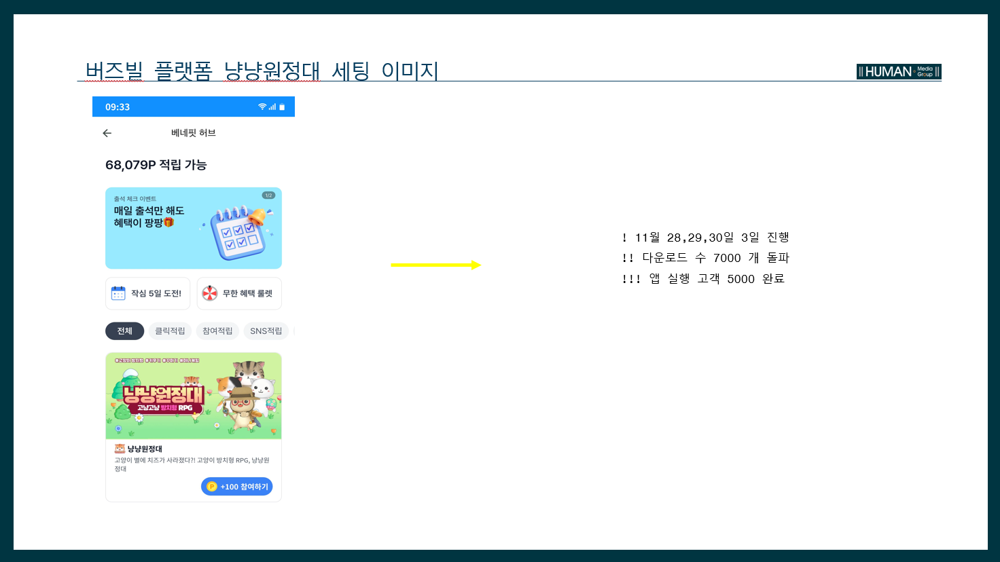 버즈빌 플랫폼 냥냥원정대 세팅 이미지
HUMAN Media Group
09:33
베네핏 허브
68,079P 적립 가능
출석 체크 이벤트
1/2
매일 출석만 해도
혜택이 팡팡
작심 5일 도전!
무한 혜택 룰렛
전체 클릭적립 참여적립 SNS적립
냥냥원정대
고냥고냥 방치형 RPG
냥냥원정대
고양이 별에 치즈가 사라졌다?! 고양이 방치형 RPG, 냥냥원
정대
P +100 참여하기
! 11월 28,29,30일 3일 진행
!! 다운로드 수 7000 개 돌파
!!! 앱 실행 고객 5000 완료